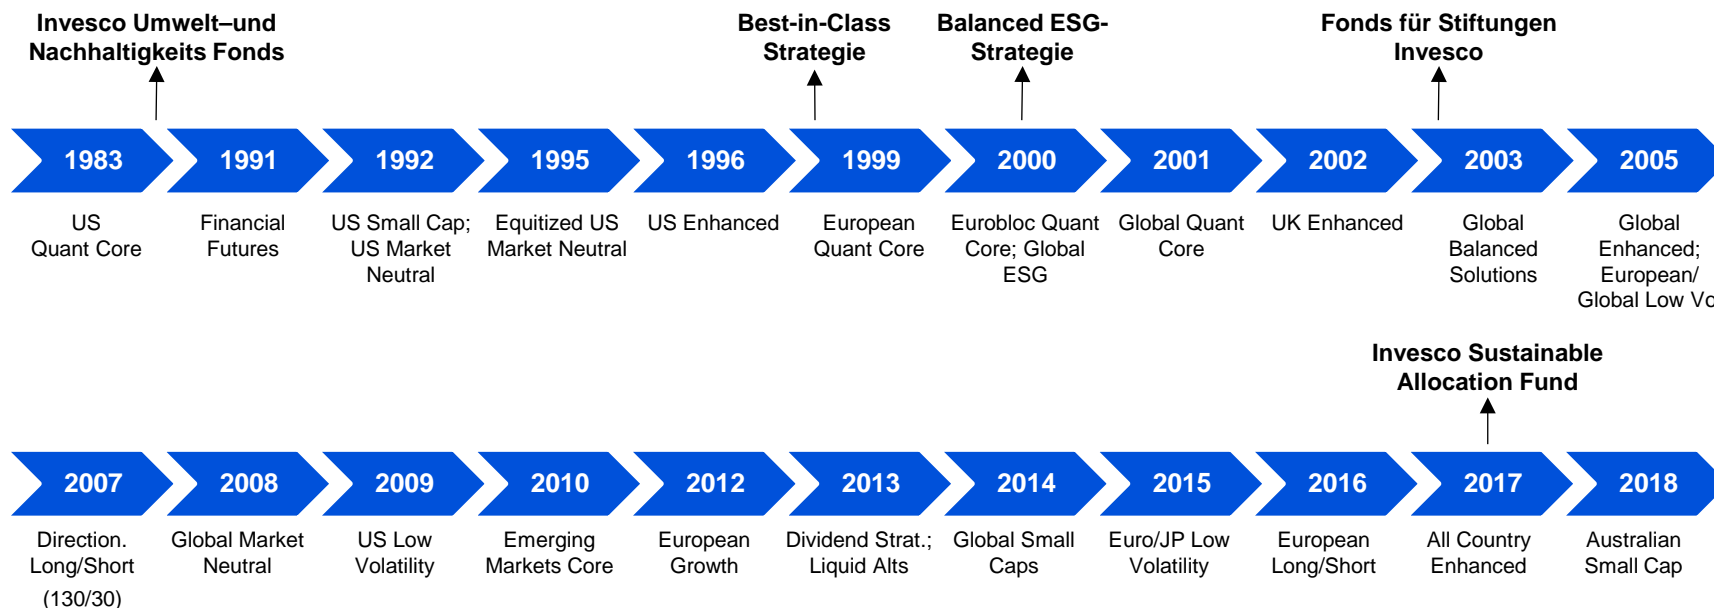 Invesco Umwelt–und
Nachhaltigkeits Fonds
Best-in-Class
Strategie
Balanced ESG-
Strategie
Fonds für Stiftungen
Invesco
1983
1991
1992
1995
1996
1999
2000
2001
2002
2003
2005
US
Quant Core
Financial
Futures
US Small Cap;
US Market
Neutral
Equitized US
Market Neutral
US Enhanced
European
Quant Core
Eurobloc Quant
Core; Global
ESG
Global Quant
Core
UK Enhanced
Global
Balanced
Solutions
Global
Enhanced;
European/
Global Low Vo
Invesco Sustainable
Allocation Fund
2007
2008
2009
2010
2012
2013
2014
2015
2016
2017
2018
Direction.
Long/Short
(130/30)
Global Market
Neutral
US Low
Volatility
Emerging
Markets Core
European
Growth
Dividend Strat.;
Liquid Alts
Global Small
Caps
Euro/JP Low
Volatility
European
Long/Short
All Country
Enhanced
Australian
Small Cap